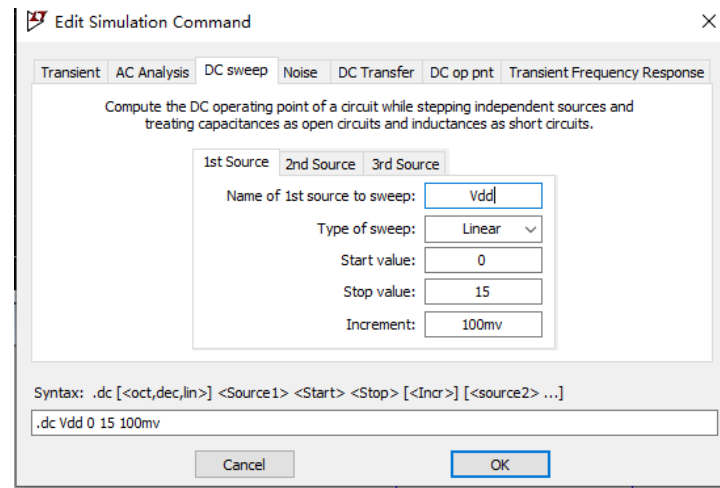 Edit Simulation Command
Transient AC Analysis DC sweep Noise DC Transfer DC op pnt Transient Frequency Response
Compute the DC operating point of a circuit while stepping independent sources and
treating capacitances as open circuits and inductances as short circuits.
1st Source 2nd Source 3rd Source
Name of 1st source to sweep: Vdd
Type of sweep: Linear
Start value: 0
Stop value: 15
Increment: 100mv
Syntax: .dc [<oct,dec,lin>] <Source1> <Start> <Stop> [<Incr>] [<source2> ...]
.dc Vdd 0 15 100mv
Cancel OK